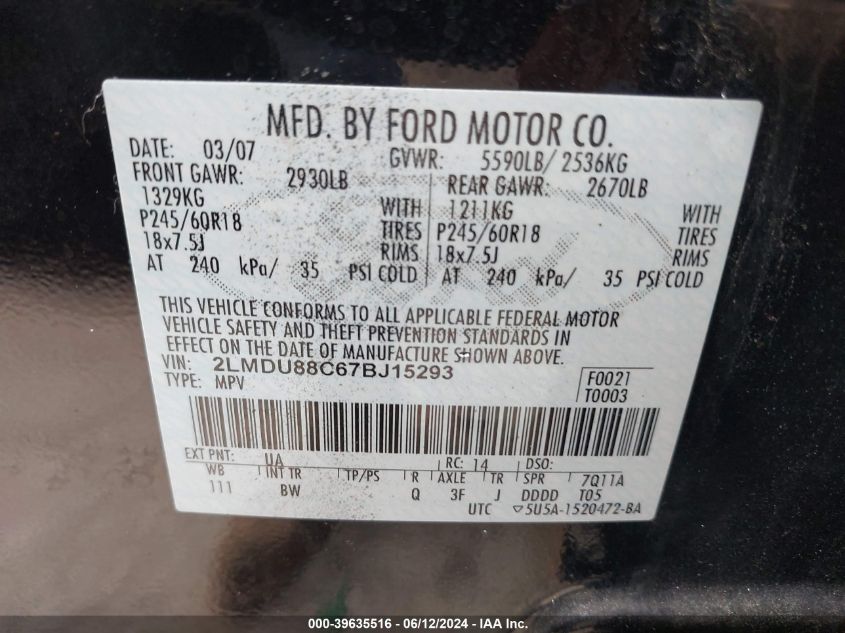 MFD. BY FORD MOTOR CO.
DATE: 03/07 GVWR: 5590LB/ 2536KG
FRONT GAWR: 2930LB REAR GAWR: 2670LB
1329KG WITH 1211KG WITH
P245/60R18 TIRES P245/60R18 TIRES
18x7.5J RIMS 18x7.5J RIMS
AT 240 kPa/ 35 PSI COLD AT 240 kPa/ 35 PSI COLD
THIS VEHICLE CONFORMS TO ALL APPLICABLE FEDERAL MOTOR
VEHICLE SAFETY AND THEFT PREVENTION STANDARDS IN
EFFECT ON THE DATE OF MANUFACTURE SHOWN ABOVE.
VIN: 2LMDU88C67BJ15293
TYPE: MPV
F0021
T0003
EXT PNT: UA RC: 14 DSO:
WB INT TR TP/PS R AXLE TR SPR 7Q11A
111 BW Q 3F J DDDD T05
UTC ▽5U5A-1520472-BA
000-39635516 - 06/12/2024 - IAA Inc.